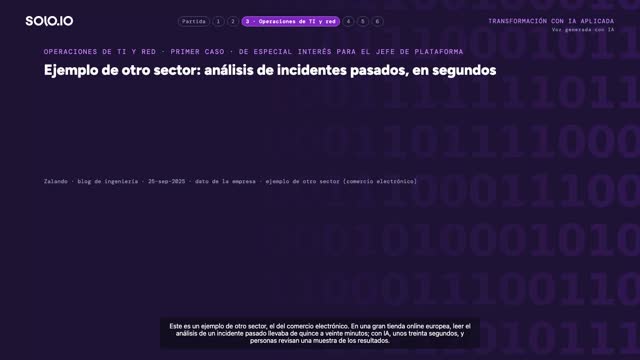 SOLO.IO
Partida 1 2 3 · Operaciones de TI y red 4 5 6
TRANSFORMACIÓN CON IA APLICADA
Voz generada con IA
OPERACIONES DE TI Y RED · PRIMER CASO · DE ESPECIAL INTERÉS PARA EL JEFE DE PLATAFORMA
Ejemplo de otro sector: análisis de incidentes pasados, en segundos
Zalando · blog de ingeniería · 25-sep-2025 · dato de la empresa · ejemplo de otro sector (comercio electrónico)
Este es un ejemplo de otro sector, el del comercio electrónico. En una gran tienda online europea, leer el
análisis de un incidente pasado llevaba de quince a veinte minutos; con IA, unos treinta segundos, y
personas revisan una muestra de los resultados.